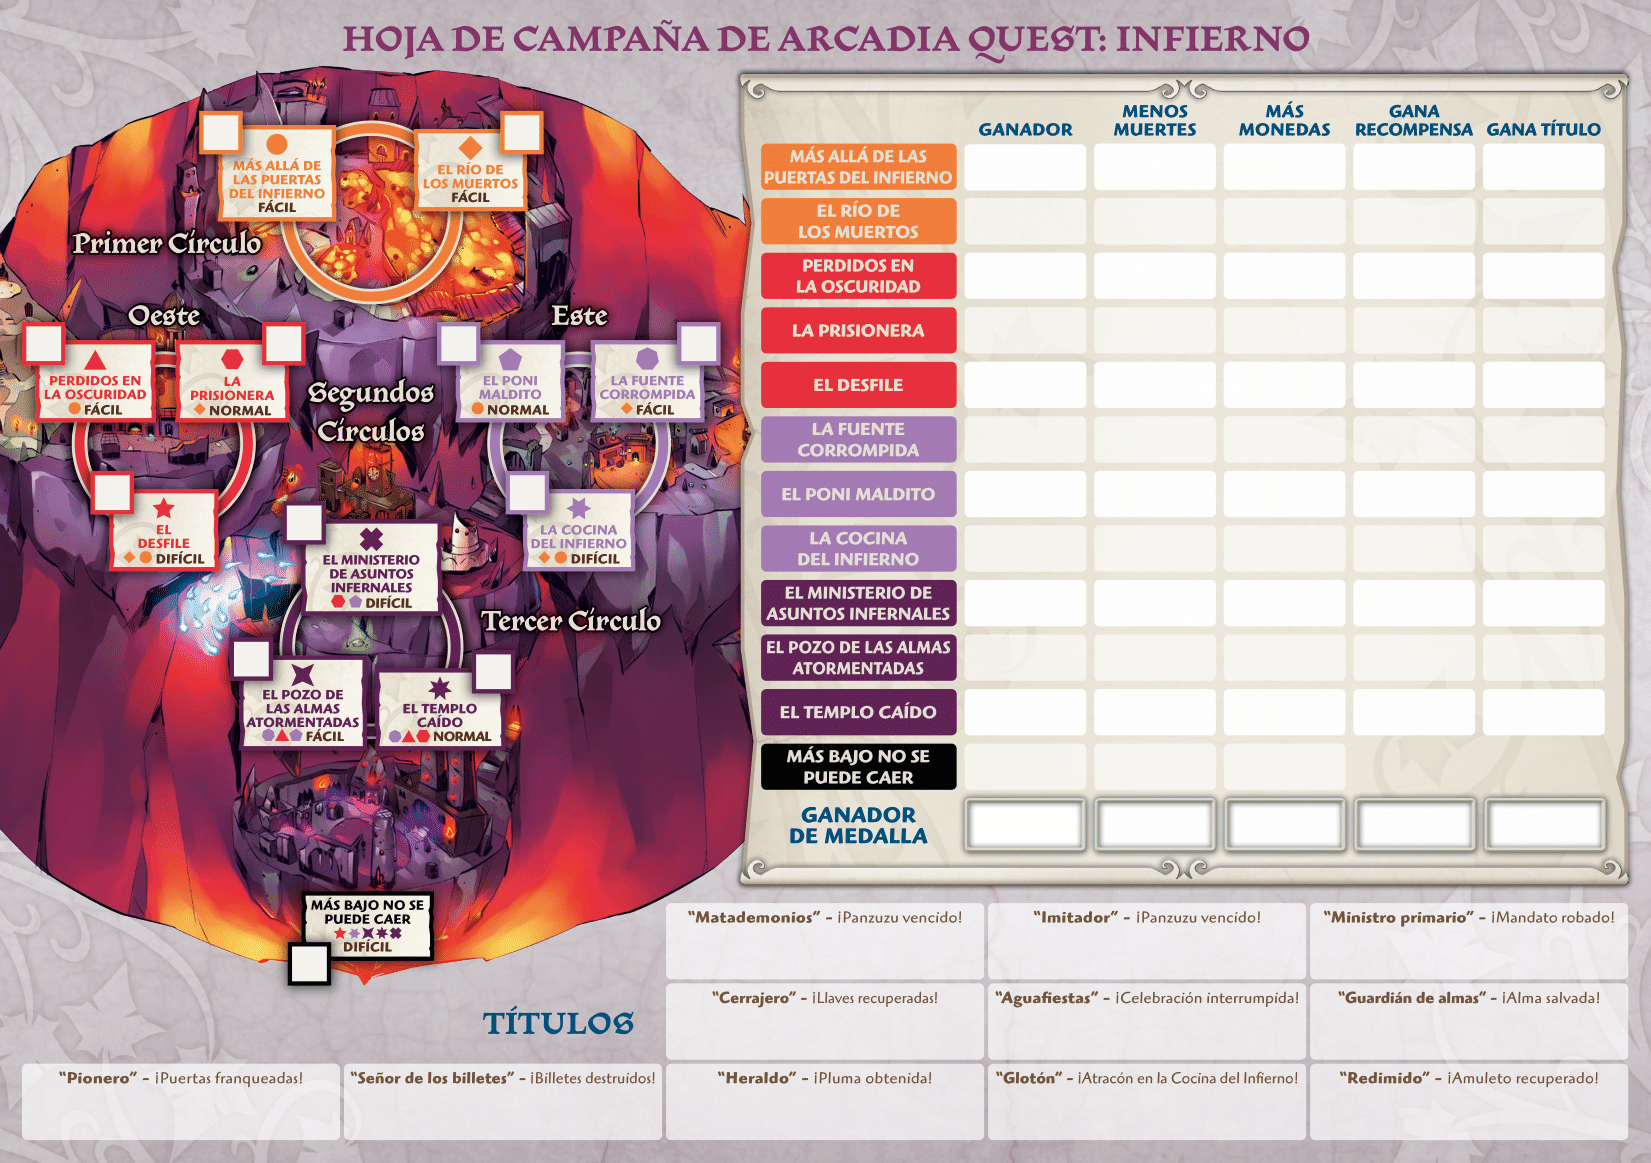 HOJA DE CAMPAÑA DE ARCADIA QUEST: INFIERNO
MÁS ALLÁ DE
LAS PUERTAS
DEL INFIERNO
FÁCIL
EL RÍO DE
LOS MUERTOS
FÁCIL
Primer Círculo
Oeste
Este
PERDIDOS EN
LA OSCURIDAD
FÁCIL
LA
PRISIONERA
NORMAL
Segundos
Círculos
EL PONI
MALDITO
NORMAL
LA FUENTE
CORROMPIDA
FÁCIL
EL
DESFILE
DIFÍCIL
LA COCINA
DEL INFIERNO
DIFÍCIL
EL MINISTERIO
DE ASUNTOS
INFERNALES
DIFÍCIL
Tercer Círculo
EL POZO DE
LAS ALMAS
ATORMENTADAS
FÁCIL
EL TEMPLO
CAÍDO
NORMAL
MÁS BAJO NO SE
PUEDE CAER
DIFÍCIL
GANADOR
MENOS
MUERTES
MÁS
MONEDAS
GANA
RECOMPENSA
GANA TÍTULO
MÁS ALLÁ DE LAS
PUERTAS DEL INFIERNO
EL RÍO DE
LOS MUERTOS
PERDIDOS EN
LA OSCURIDAD
LA PRISIONERA
EL DESFILE
LA FUENTE
CORROMPIDA
EL PONI MALDITO
LA COCINA
DEL INFIERNO
EL MINISTERIO DE
ASUNTOS INFERNALES
EL POZO DE LAS ALMAS
ATORMENTADAS
EL TEMPLO CAÍDO
MÁS BAJO NO SE
PUEDE CAER
GANADOR
DE MEDALLA
TÍTULOS
"Matademonios" - ¡Panzuzu vencido!
"Imitador" - ¡Panzuzu vencido!
"Ministro primario" - ¡Mandato robado!
"Cerrajero" - ¡Llaves recuperadas!
"Aguafiestas" - ¡Celebración interrumpida!
"Guardián de almas" - ¡Alma salvada!
"Pionero" - ¡Puertas franqueadas!
"Señor de los billetes" - ¡Billetes destruidos!
"Heraldo" - ¡Pluma obtenida!
"Glotón" - ¡Atracón en la Cocina del Infierno!
"Redimido" - ¡Amuleto recuperado!